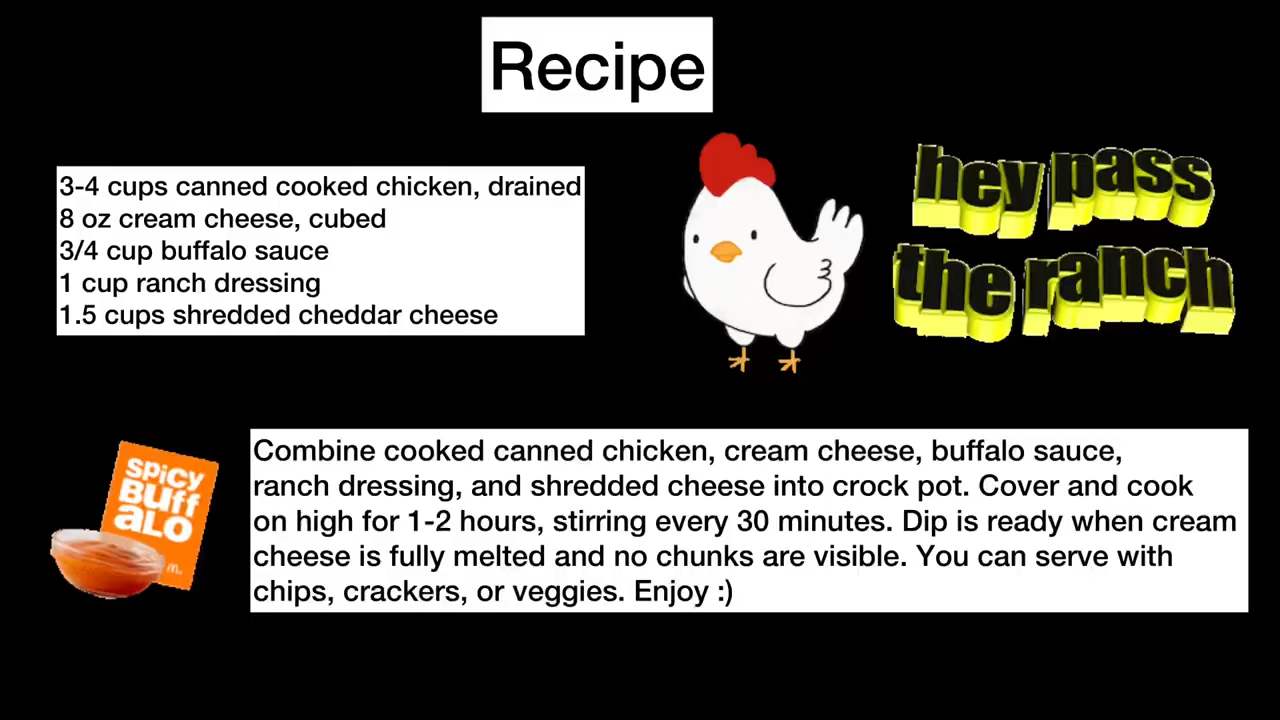 Recipe
3-4 cups canned cooked chicken, drained
8 oz cream cheese, cubed
3/4 cup buffalo sauce
1 cup ranch dressing
1.5 cups shredded cheddar cheese
hey pass
the ranch
SPICY
BUFF
aLO
Combine cooked canned chicken, cream cheese, buffalo sauce,
ranch dressing, and shredded cheese into crock pot. Cover and cook
on high for 1-2 hours, stirring every 30 minutes. Dip is ready when cream
cheese is fully melted and no chunks are visible. You can serve with
chips, crackers, or veggies. Enjoy :)